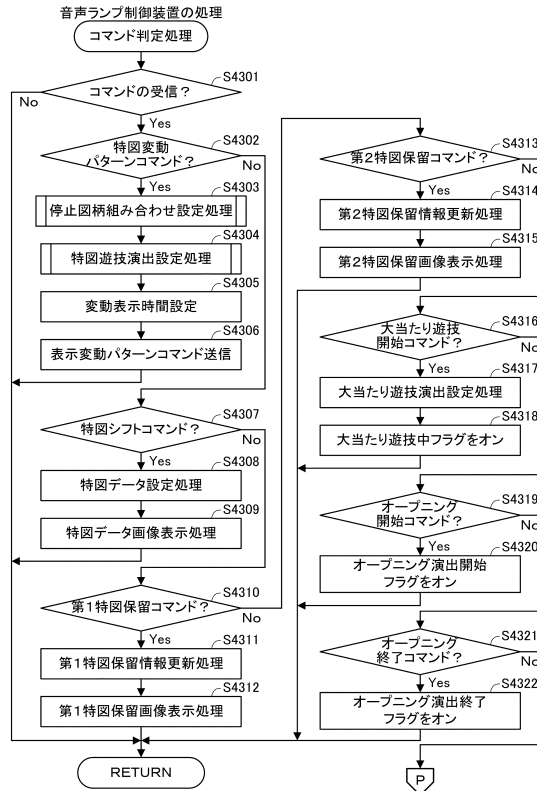 音声ランプ制御装置の処理
コマンド判定処理
S4301
コマンドの受信？
No
Yes
S4302
特図変動
パターンコマンド？
No
Yes
S4303
停止図柄組み合わせ設定処理
S4304
特図遊技演出設定処理
S4305
変動表示時間設定
S4306
表示変動パターンコマンド送信
S4307
特図シフトコマンド？
No
Yes
S4308
特図データ設定処理
S4309
特図データ画像表示処理
S4310
第1特図保留コマンド？
No
Yes
S4311
第1特図保留情報更新処理
S4312
第1特図保留画像表示処理
RETURN
S4313
第2特図保留コマンド？
No
Yes
S4314
第2特図保留情報更新処理
S4315
第2特図保留画像表示処理
S4316
大当たり遊技
開始コマンド？
No
Yes
S4317
大当たり遊技演出設定処理
S4318
大当たり遊技中フラグをオン
S4319
オープニング
開始コマンド？
No
Yes
S4320
オープニング演出開始
フラグをオン
S4321
オープニング
終了コマンド？
No
Yes
S4322
オープニング演出終了
フラグをオン
P